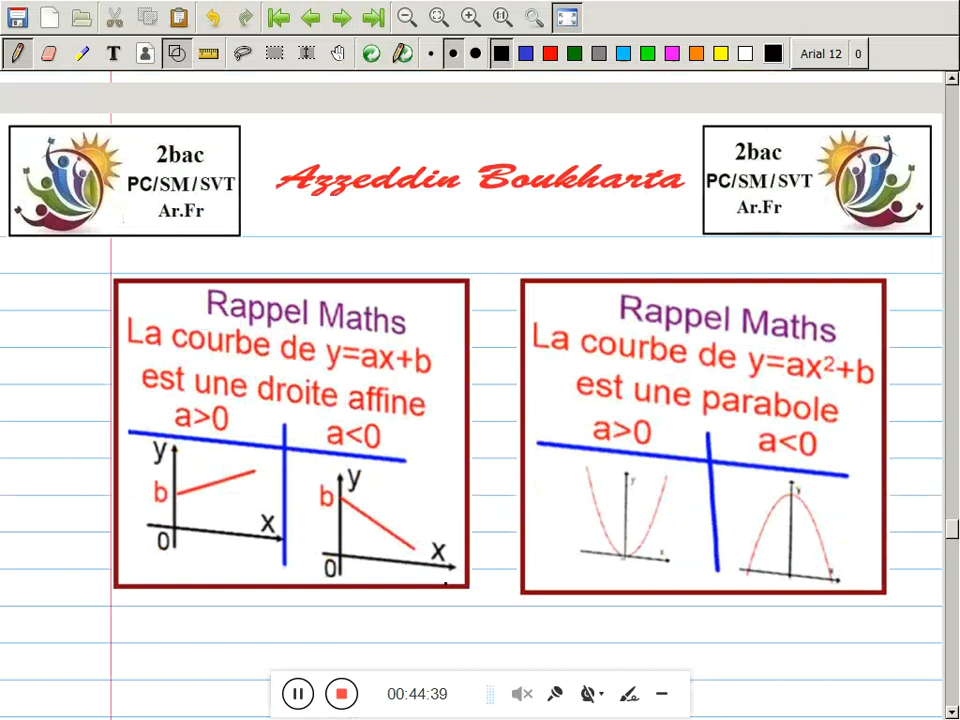 T
Arial 12
0
2bac
PC/SM/SVT
Ar.Fr
Azzeddin Boukharta
2bac
PC/SM/SVT
Ar.Fr
Rappel Maths
La courbe de y=ax+b
est une droite affine
a>0
a<0
y
b
0
x
y
b
0
x
Rappel Maths
La courbe de y=ax²+b
est une parabole
a>0
a<0
y
x
y
00:44:39